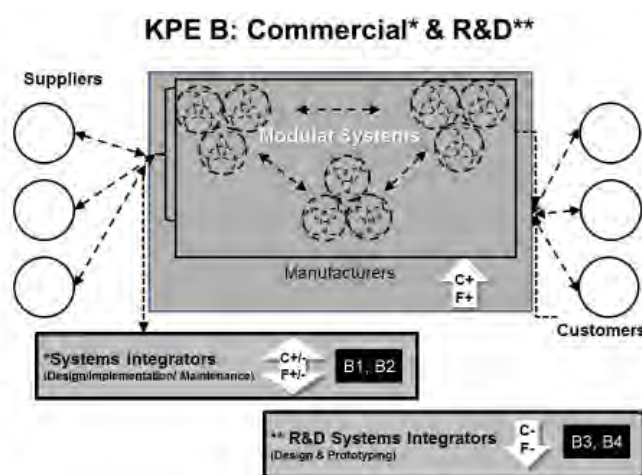 KPE B: Commercial* & R&D**
Suppliers
Modular Systems
Manufacturers
C+
F+
Customers
*Systems Integrators
(Design/Implementation/ Maintenance)
C+/-
F+/-
B1, B2
** R&D Systems Integrators
(Design & Prototyping)
C-
F-
B3, B4